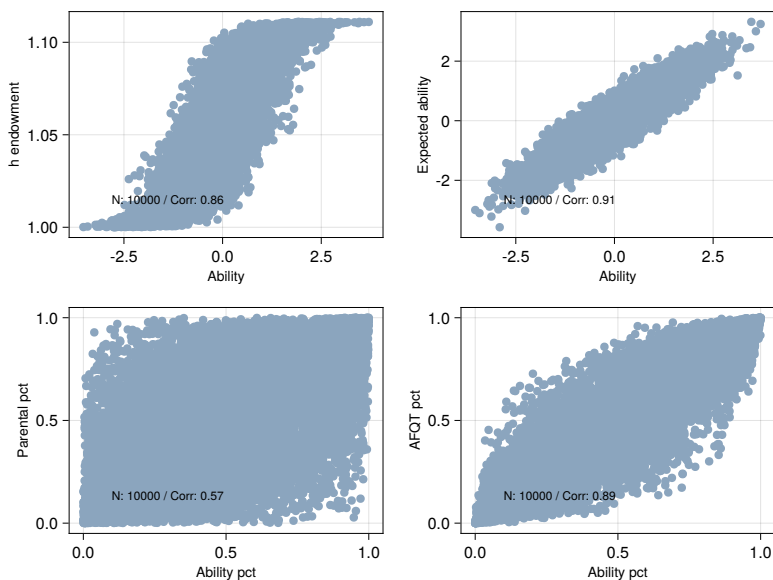 1.10
1.05
1.00
h endowment
N: 10000 / Corr: 0.86
-2.5
0.0
2.5
Ability
2
0
-2
Expected ability
N: 10000 / Corr: 0.91
-2.5
0.0
2.5
Ability
1.0
0.5
0.0
Parental pct
N: 10000 / Corr: 0.57
0.0
0.5
1.0
Ability pct
1.0
0.5
0.0
AFQT pct
N: 10000 / Corr: 0.89
0.0
0.5
1.0
Ability pct